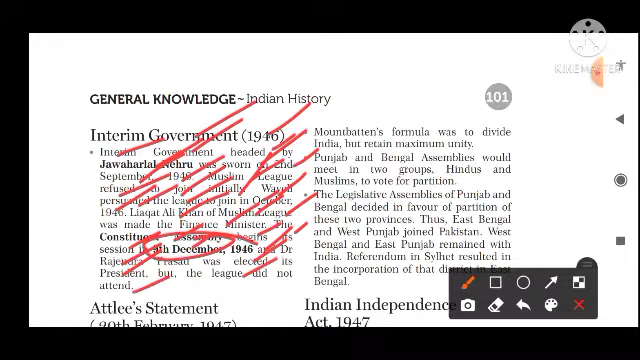 KINEMASTER
GENERAL KNOWLEDGE~Indian History
101
Interim Government (1946)
• Interim Government headed by
Jawaharlal Nehru was sworn on 2nd
September, 1946. Muslim League
refused to join initially. Wavell
persuaded the league to join in October,
1946. Liaqat Ali Khan of Muslim League
was made the Finance Minister. The
Constituent Assembly begins its
session in 9th December, 1946 and Dr
Rajendra Prasad was elected its
President, but, the league did not
attend.
Attlee's Statement
(20th February, 1947)
Mountbatten's formula was to divide
India, but retain maximum unity.
• Punjab and Bengal Assemblies would
meet in two groups, Hindus and
Muslims, to vote for partition.
• The Legislative Assemblies of Punjab and
Bengal decided in favour of partition of
these two provinces. Thus, East Bengal
and West Punjab joined Pakistan. West
Bengal and East Punjab remained with
India. Referendum in Sylhet resulted in
the incorporation of that district in East
Bengal.
Indian Independence
Act, 1947